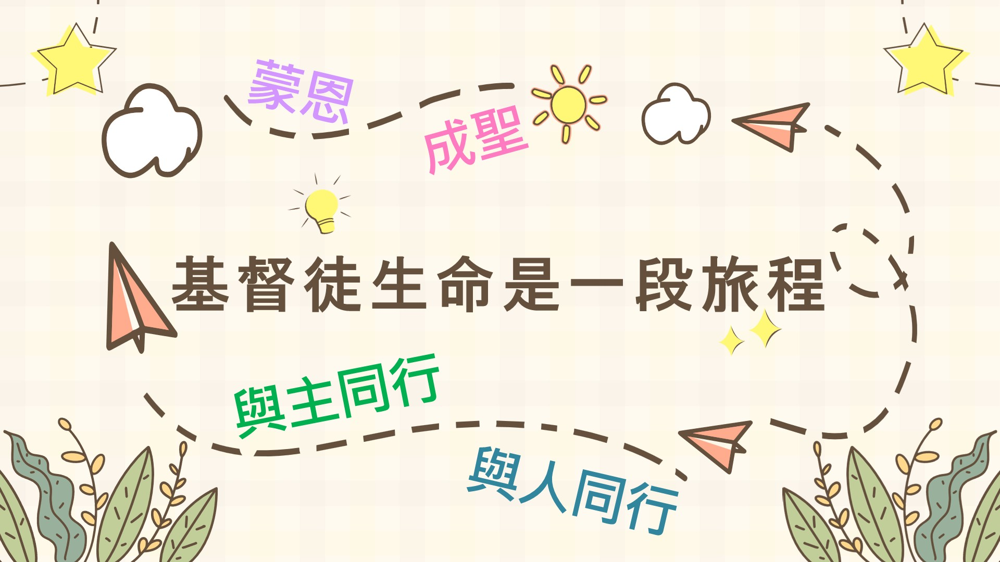 蒙恩
成聖
基督徒生命是一段旅程
與主同行
與人同行